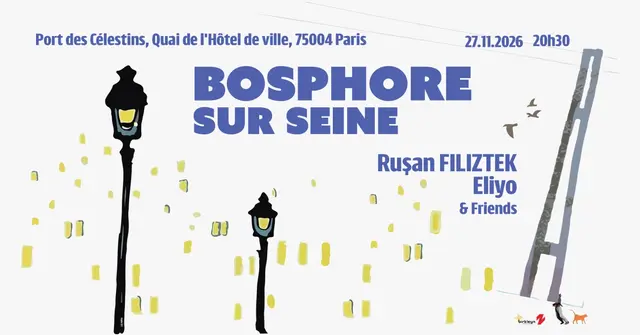 Port des Célestins, Quai de l'Hôtel de ville, 75004 Paris
27.11.2026 20h30
BOSPHORE
SUR SEINE
Ruşan FILIZTEK
Eliyo
& Friends